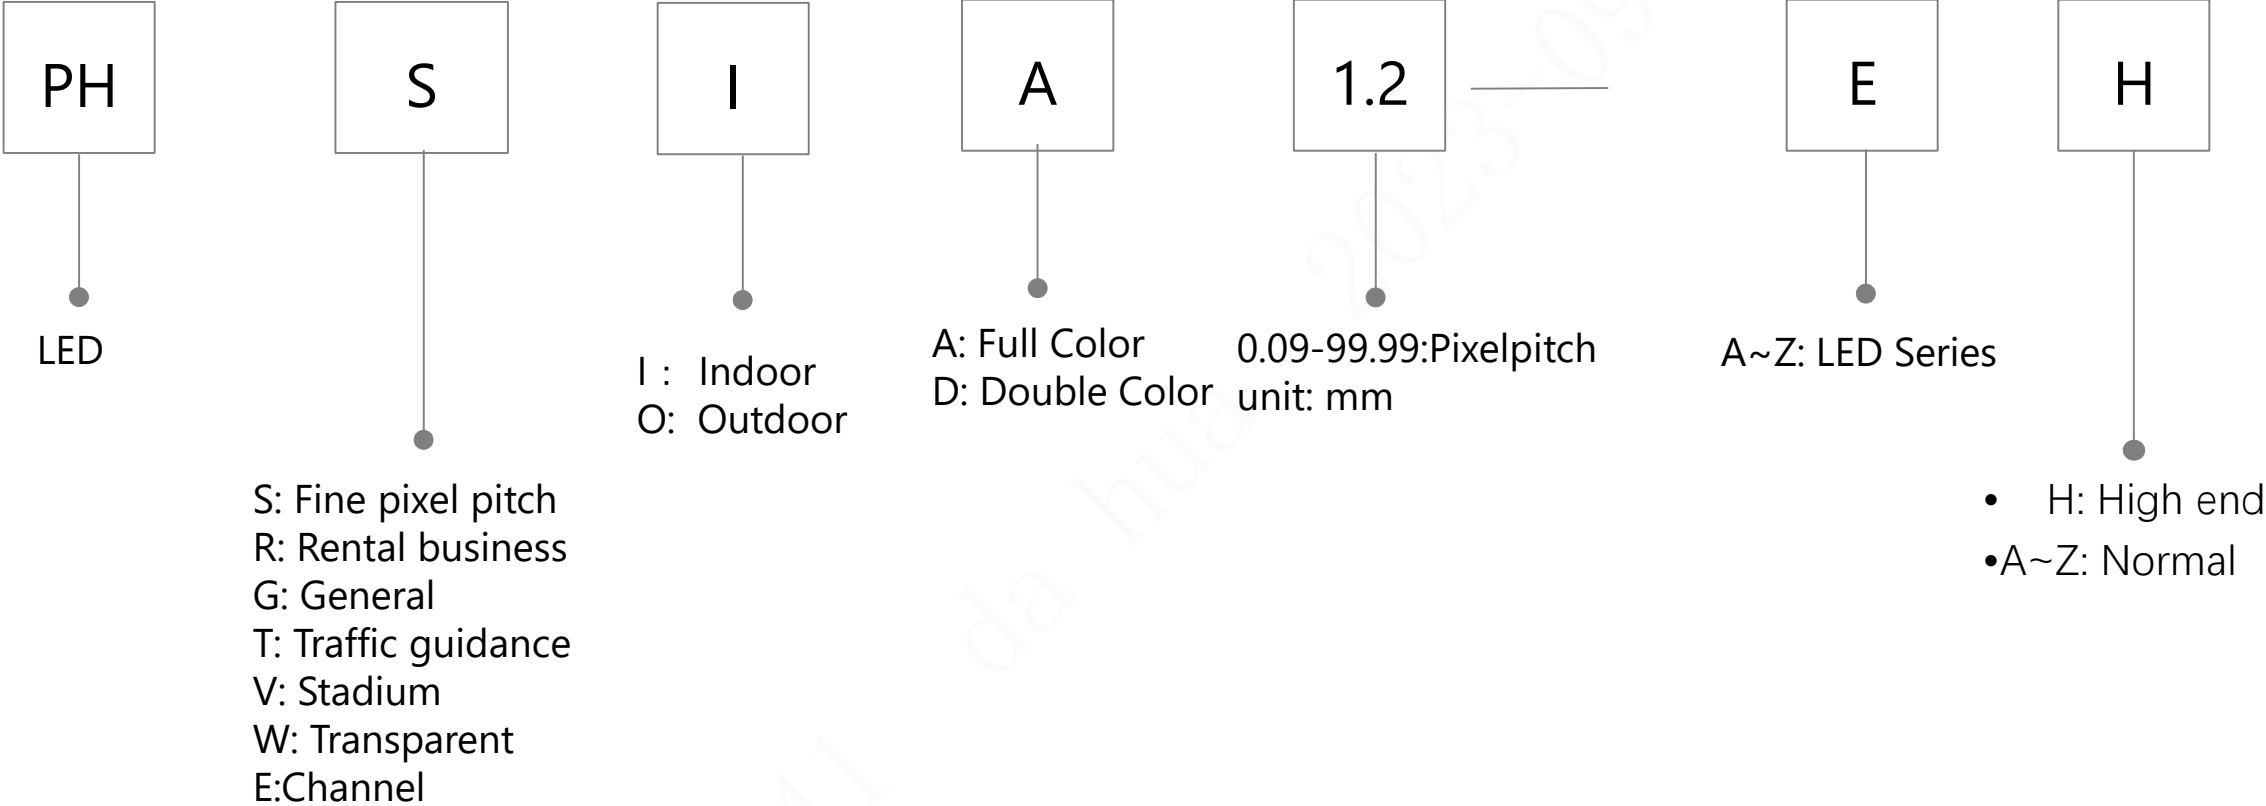 PH S I A 1.2 E H
LED
I： Indoor
O: Outdoor
A: Full Color
D: Double Color
0.09-99.99:Pixelpitch
unit: mm
A~Z: LED Series
S: Fine pixel pitch
R: Rental business
G: General
T: Traffic guidance
V: Stadium
W: Transparent
E:Channel
• H: High end
•A~Z: Normal